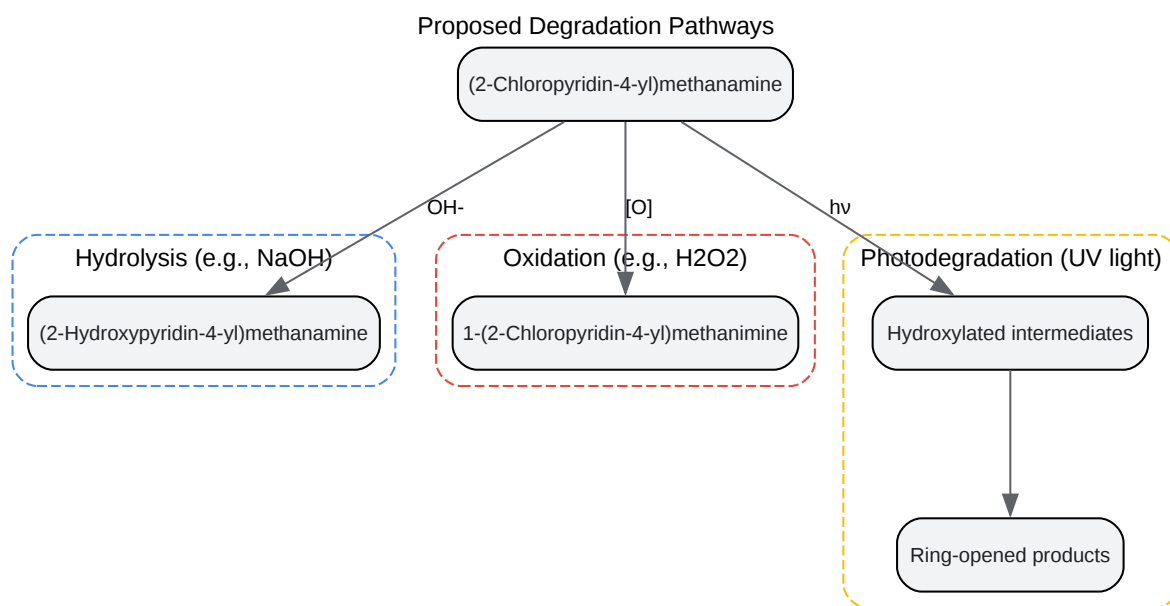 Proposed Degradation Pathways
(2-Chloropyridin-4-yl)methanamine
OH-
[O]
hν
Hydrolysis (e.g., NaOH)
Oxidation (e.g., H2O2)
Photodegradation (UV light)
(2-Hydroxypyridin-4-yl)methanamine
1-(2-Chloropyridin-4-yl)methanimine
Hydroxylated intermediates
Ring-opened products